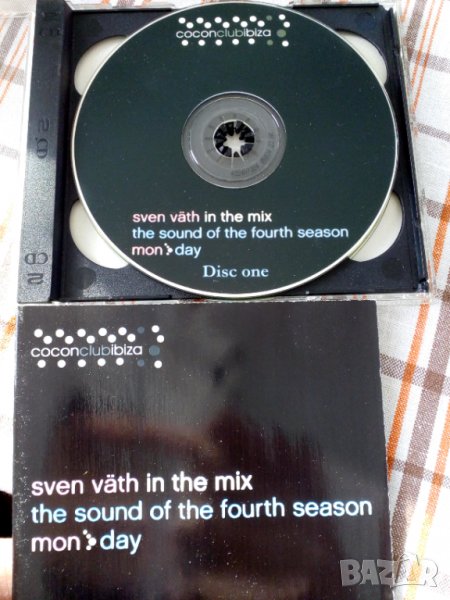 coconclubibiza
sven väth in the mix
the sound of the fourth season
mon day
Disc one
coconclubibiza
sven väth in the mix
the sound of the fourth season
mon day
BAZAR